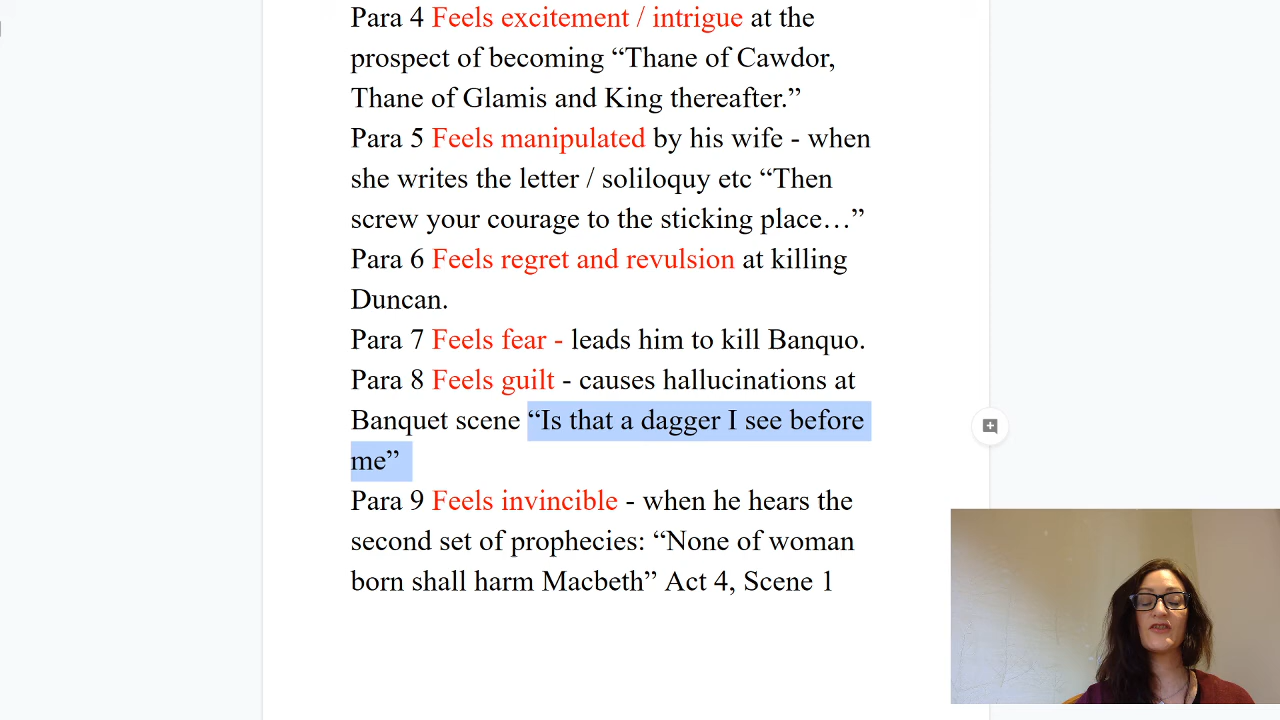 Para 4 Feels excitement / intrigue at the
prospect of becoming “Thane of Cawdor,
Thane of Glamis and King thereafter.”
Para 5 Feels manipulated by his wife - when
she writes the letter / soliloquy etc “Then
screw your courage to the sticking place…”
Para 6 Feels regret and revulsion at killing
Duncan.
Para 7 Feels fear - leads him to kill Banquo.
Para 8 Feels guilt - causes hallucinations at
Banquet scene “Is that a dagger I see before
me”
Para 9 Feels invincible - when he hears the
second set of prophecies: “None of woman
born shall harm Macbeth” Act 4, Scene 1